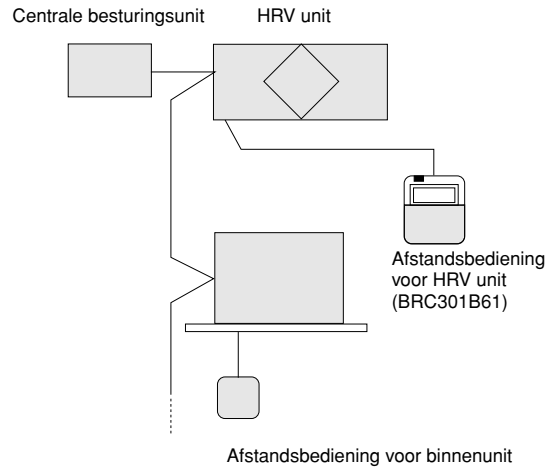 Centrale besturingsunit
HRV unit
Afstandsbediening
voor HRV unit
(BRC301B61)
Afstandsbediening voor binnenunit